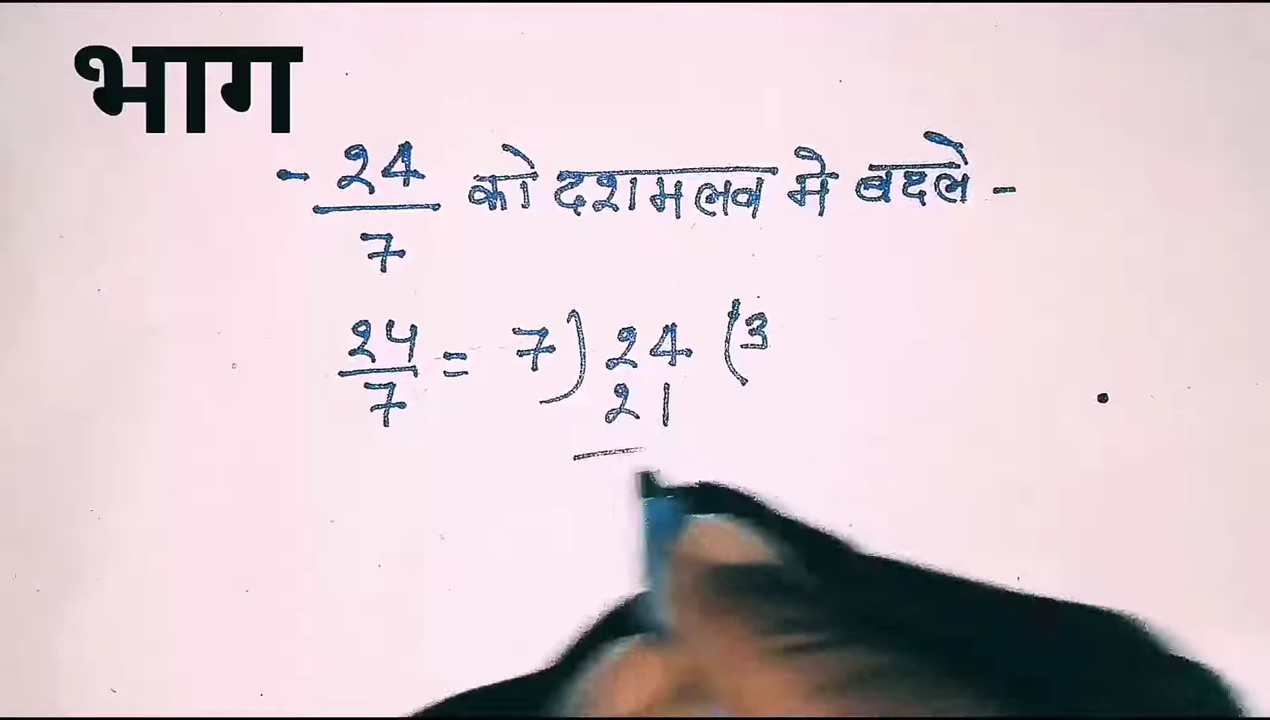 भाग
- 24/7 को दशमलव मे बदले -
24/7 = 7) 24 (3
21